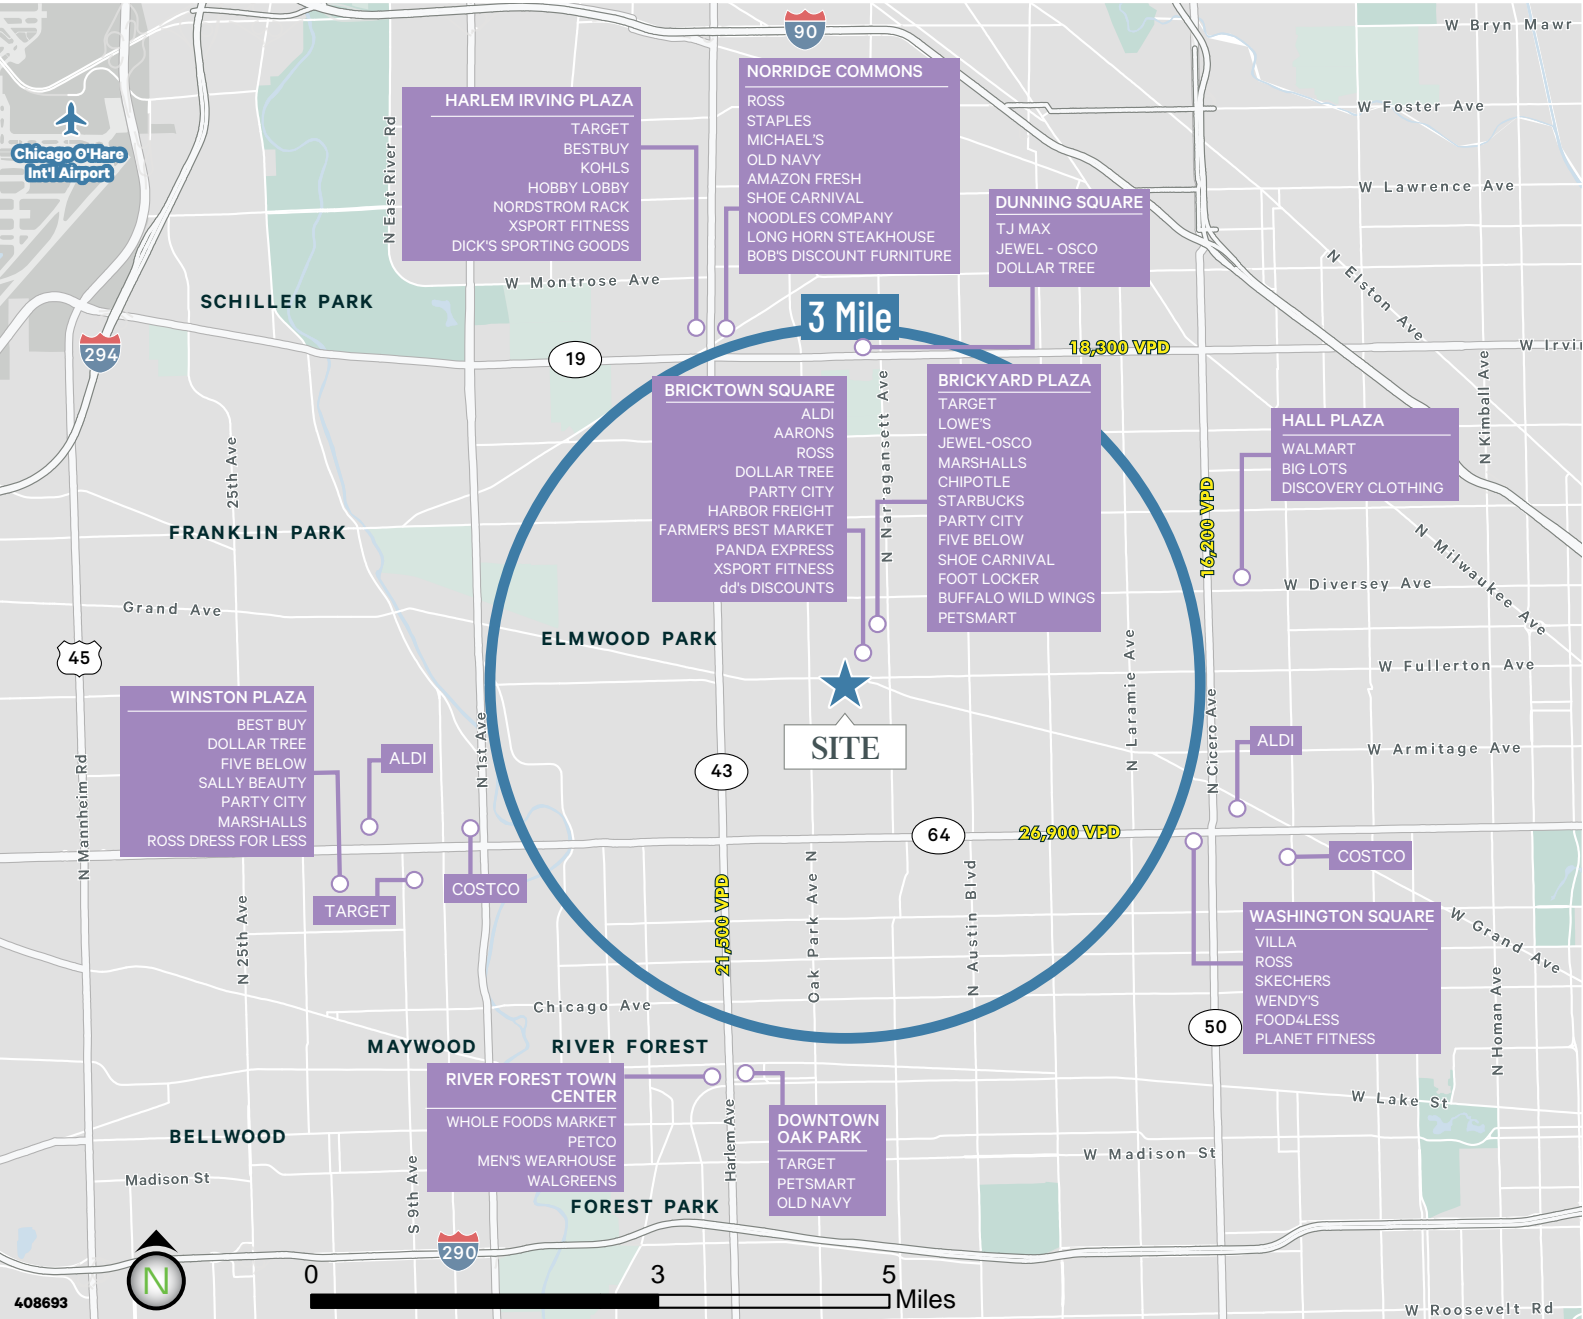 W Bryn Mawr
90
W Foster Ave
W Lawrence Ave
Chicago O'Hare
Int'l Airport
N East River Rd
HARLEM IRVING PLAZA
TARGET
BESTBUY
KOHLS
HOBBY LOBBY
NORDSTROM RACK
XSPORT FITNESS
DICK'S SPORTING GOODS
NORRIDGE COMMONS
ROSS
STAPLES
MICHAEL'S
OLD NAVY
AMAZON FRESH
SHOE CARNIVAL
NOODLES COMPANY
LONG HORN STEAKHOUSE
BOB'S DISCOUNT FURNITURE
DUNNING SQUARE
TJ MAX
JEWEL - OSCO
DOLLAR TREE
N Elston Ave
W Montrose Ave
SCHILLER PARK
3 Mile
294
19
18,300 VPD
W Irvi
N Kimball Ave
BRICKTOWN SQUARE
ALDI
AARONS
ROSS
DOLLAR TREE
PARTY CITY
HARBOR FREIGHT
FARMER'S BEST MARKET
PANDA EXPRESS
XSPORT FITNESS
dd's DISCOUNTS
N Narragansett Ave
BRICKYARD PLAZA
TARGET
LOWE'S
JEWEL-OSCO
MARSHALLS
CHIPOTLE
STARBUCKS
PARTY CITY
FIVE BELOW
SHOE CARNIVAL
FOOT LOCKER
BUFFALO WILD WINGS
PETSMART
HALL PLAZA
WALMART
BIG LOTS
DISCOVERY CLOTHING
25th Ave
16,200 VPD
FRANKLIN PARK
N Milwaukee Ave
W Diversey Ave
Grand Ave
ELMWOOD PARK
45
W Fullerton Ave
N Laramie Ave
WINSTON PLAZA
BEST BUY
DOLLAR TREE
FIVE BELOW
SALLY BEAUTY
PARTY CITY
MARSHALLS
ROSS DRESS FOR LESS
ALDI
N 1st Ave
SITE
N Cicero Ave
ALDI
W Armitage Ave
43
N Mannheim Rd
64
26,900 VPD
COSTCO
COSTCO
TARGET
N 25th Ave
21,500 VPD
Oak Park Ave N
N Austin Blvd
WASHINGTON SQUARE
VILLA
ROSS
SKECHERS
WENDY'S
FOOD4LESS
PLANET FITNESS
W Grand Ave
N Homan Ave
Chicago Ave
50
MAYWOOD
RIVER FOREST
RIVER FOREST TOWN
CENTER
WHOLE FOODS MARKET
PETCO
MEN'S WEARHOUSE
WALGREENS
Harlem Ave
DOWNTOWN
OAK PARK
TARGET
PETSMART
OLD NAVY
W Lake St
BELLWOOD
W Madison St
Madison St
S 9th Ave
FOREST PARK
290
N
0 3 5
Miles
408693
W Roosevelt Rd